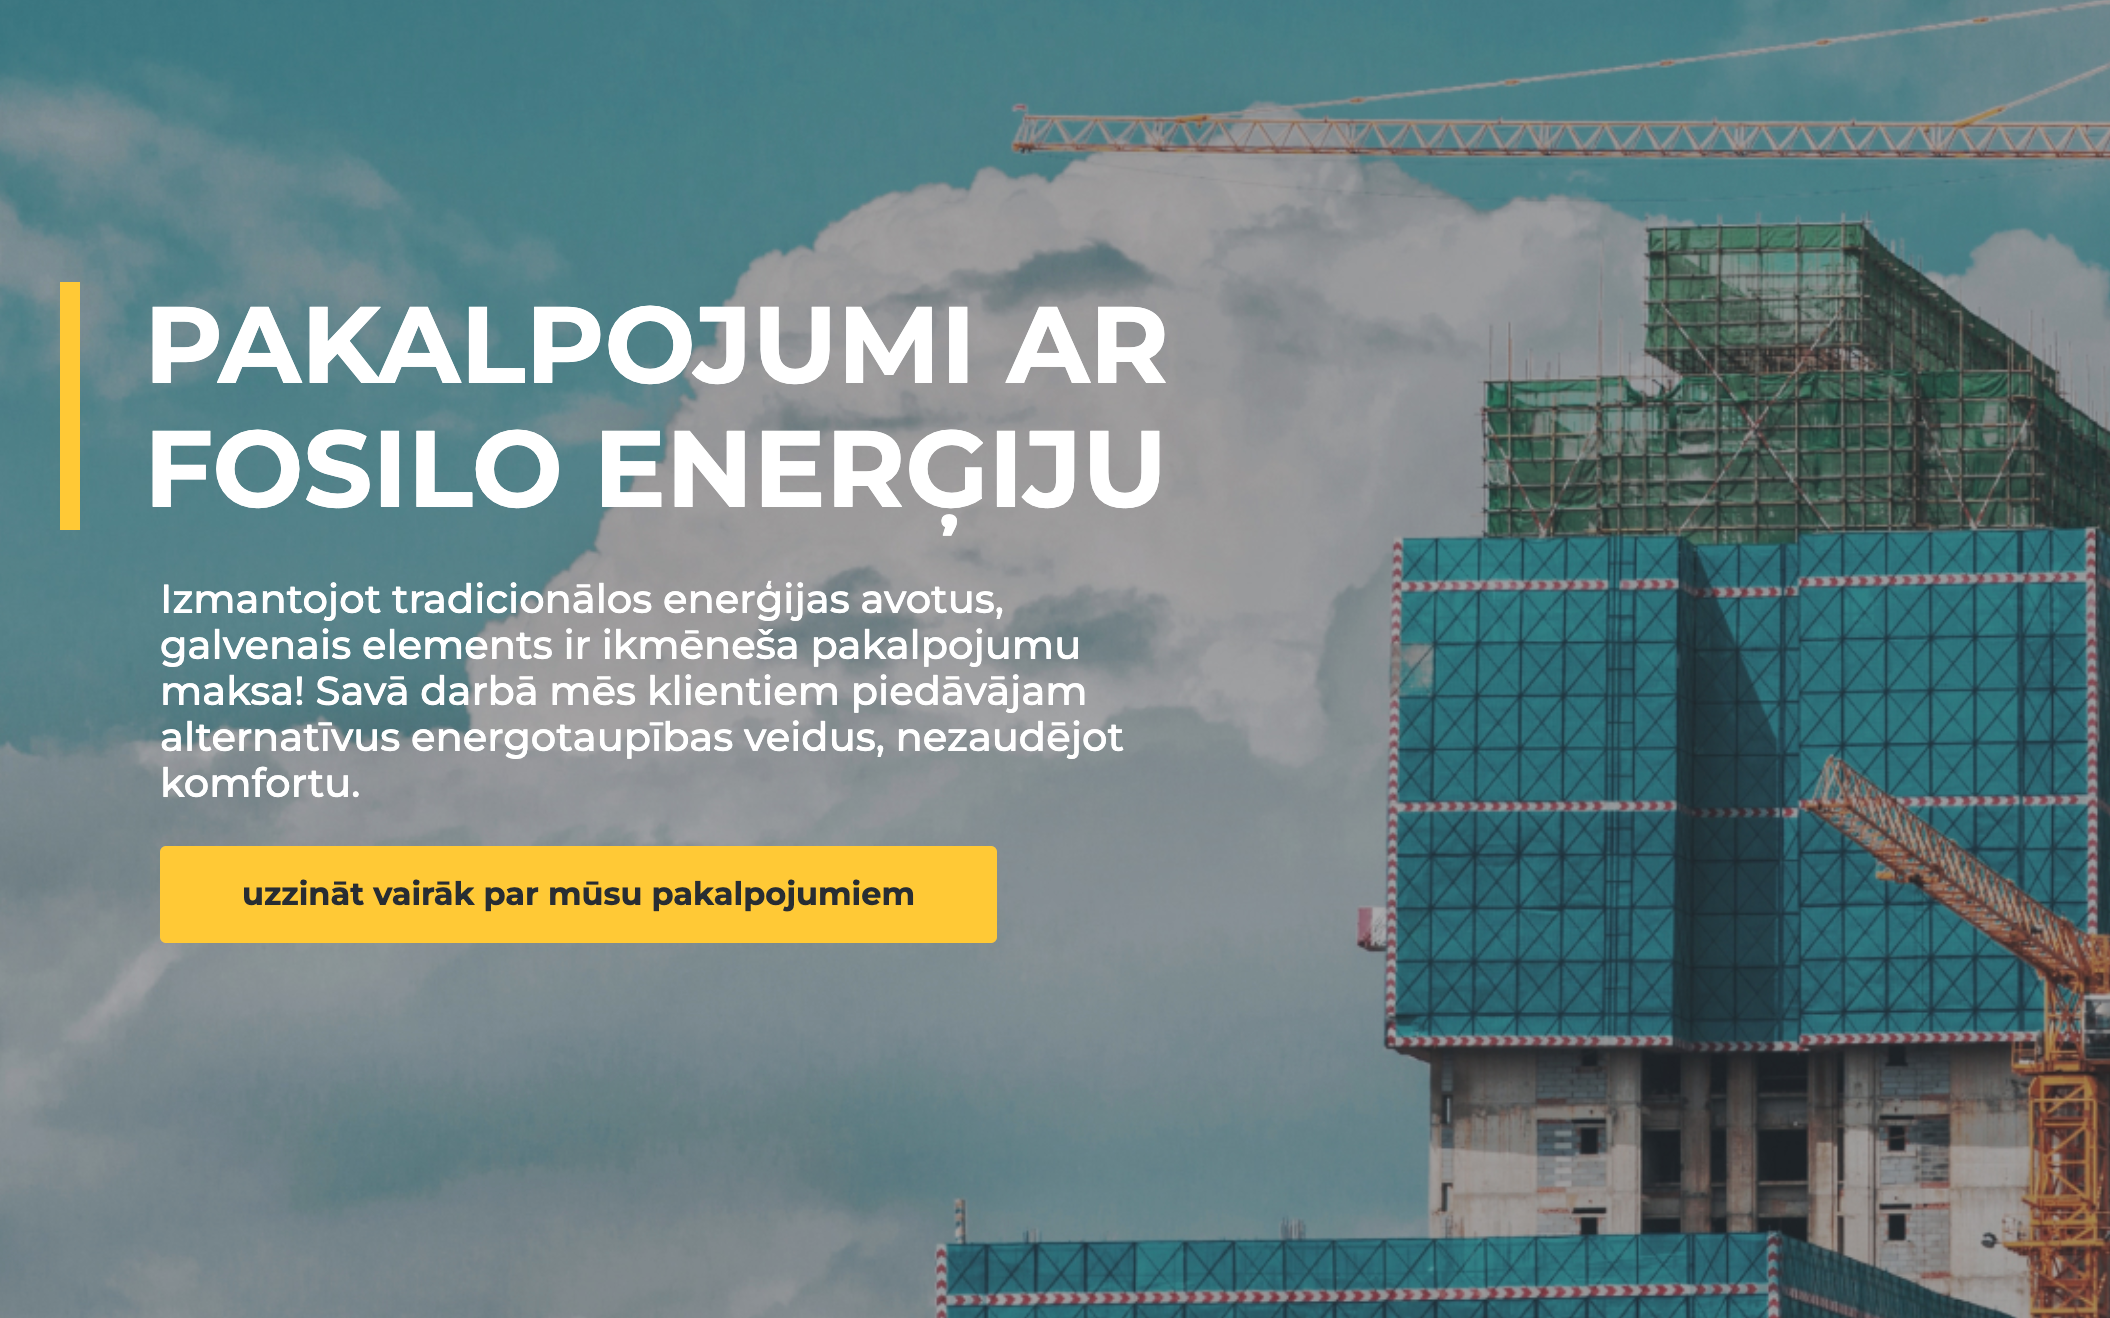 PAKALPOJUMI AR
FOSILO ENERĢIJU
Izmantojot tradicionālos enerģijas avotus,
galvenais elements ir ikmēneša pakalpojumu
maksa! Savā darbā mēs klientiem piedāvājam
alternatīvus energotaupības veidus, nezaudējot
komfortu.
uzzināt vairāk par mūsu pakalpojumiem